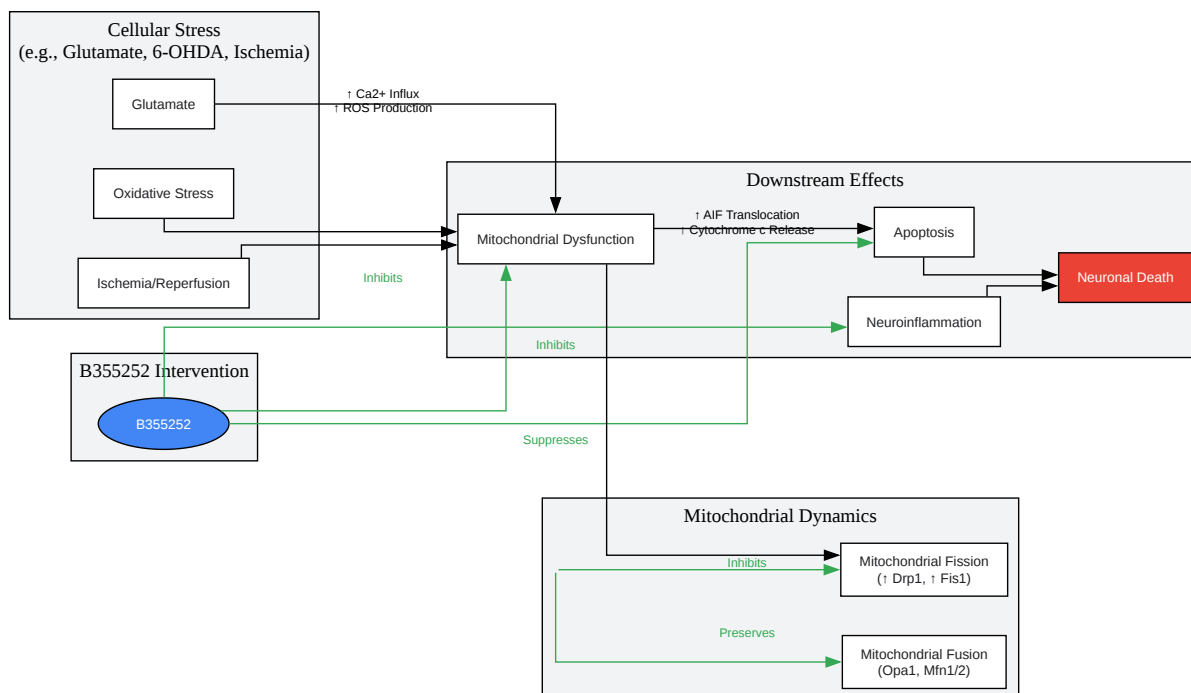 Cellular Stress
(e.g., Glutamate, 6-OHDA, Ischemia)
Glutamate
↑ Ca2+ Influx
↑ ROS Production
Oxidative Stress
Ischemia/Reperfusion
Downstream Effects
Mitochondrial Dysfunction
↑ AIF Translocation
↑ Cytochrome c Release
Apoptosis
Neuronal Death
Neuroinflammation
Inhibits
Inhibits
B355252 Intervention
B355252
Suppresses
Mitochondrial Dynamics
Inhibits
Mitochondrial Fission
(↑ Drp1, ↑ Fis1)
Preserves
Mitochondrial Fusion
(Opa1, Mfn1/2)